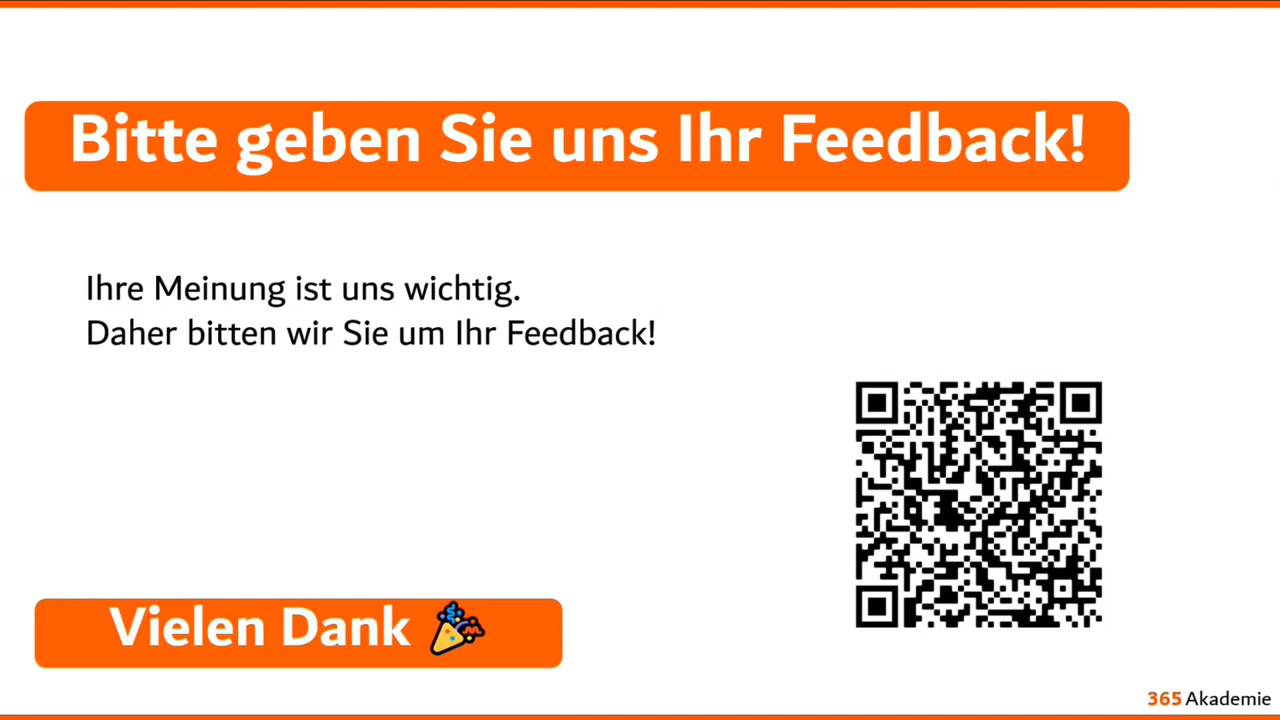 Bitte geben Sie uns Ihr Feedback!
Ihre Meinung ist uns wichtig.
Daher bitten wir Sie um Ihr Feedback!
Vielen Dank
365 Akademie